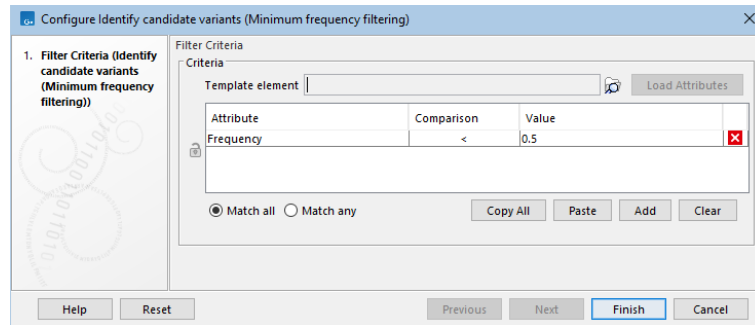 Configure Identify candidate variants (Minimum frequency filtering)
1. Filter Criteria (Identify
candidate variants
(Minimum frequency
filtering))
Filter Criteria
Criteria
Template element
Load Attributes
Attribute Comparison Value
Frequency < 0.5
Match all Match any Copy All Paste Add Clear
Help Reset Previous Next Finish Cancel